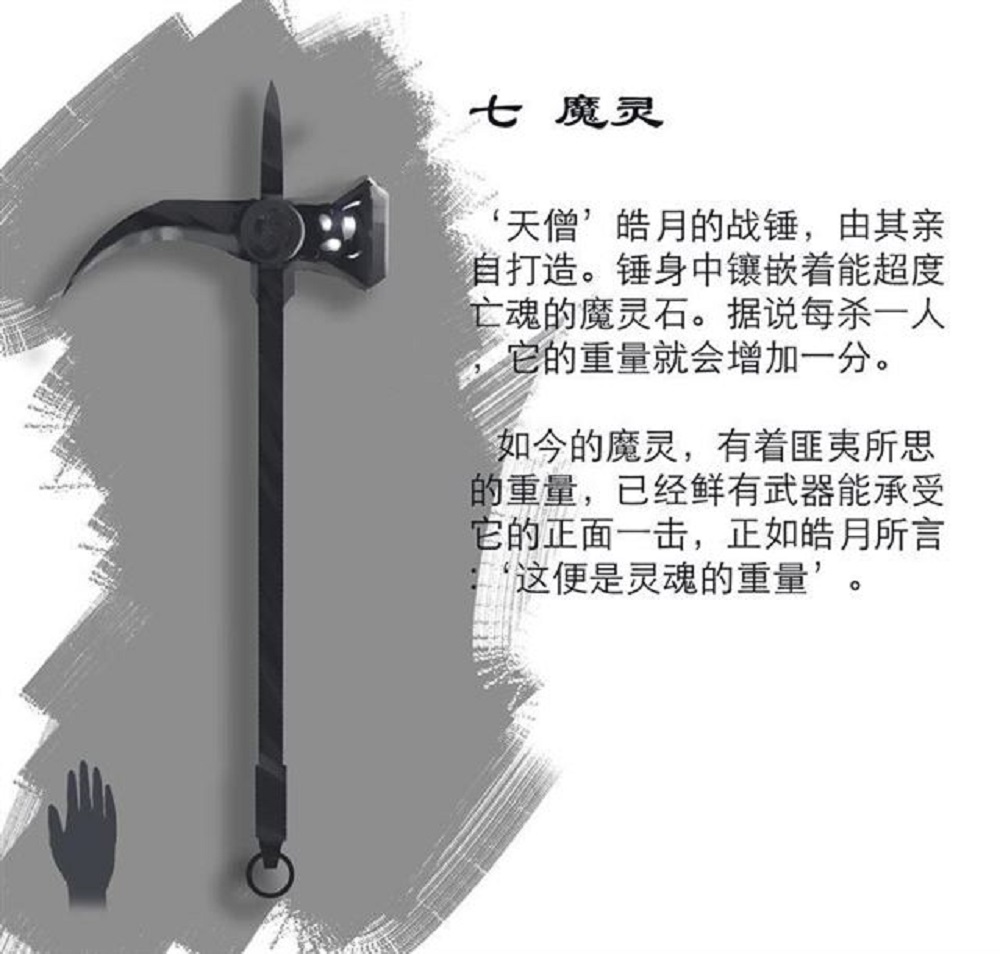 七 魔灵
‘天僧’皓月的战锤，由其亲
自打造。锤身中镶嵌着能超度
亡魂的魔灵石。据说每杀一人
，它的重量就会增加一分。
如今的魔灵，有着匪夷所思
的重量，已经鲜有武器能承受
它的正面一击，正如皓月所言
：‘这便是灵魂的重量’。